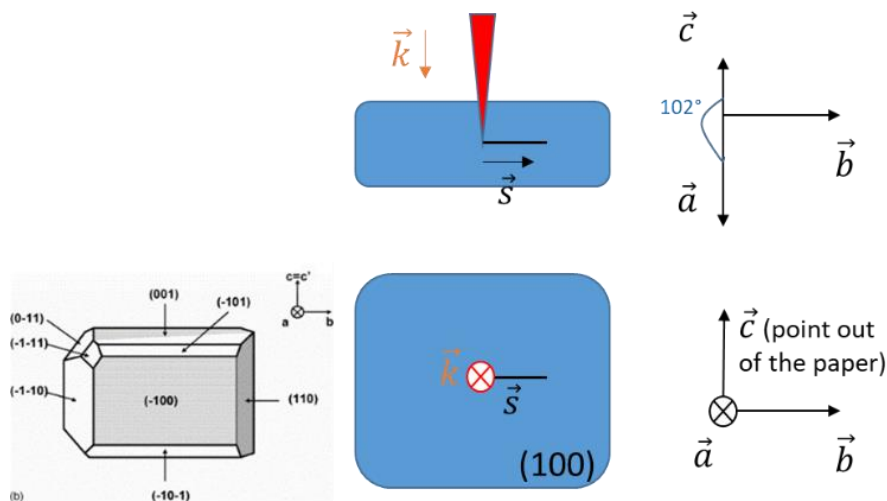 k⃗
s⃗
c⃗
102°
b⃗
a⃗
c=c'
a
b
(001)
(-101)
(0-11)
(-1-11)
(-1-10)
(-100)
(110)
(-10-1)
(b)
k⃗
s⃗
(100)
c⃗ (point out
of the paper)
a⃗
b⃗